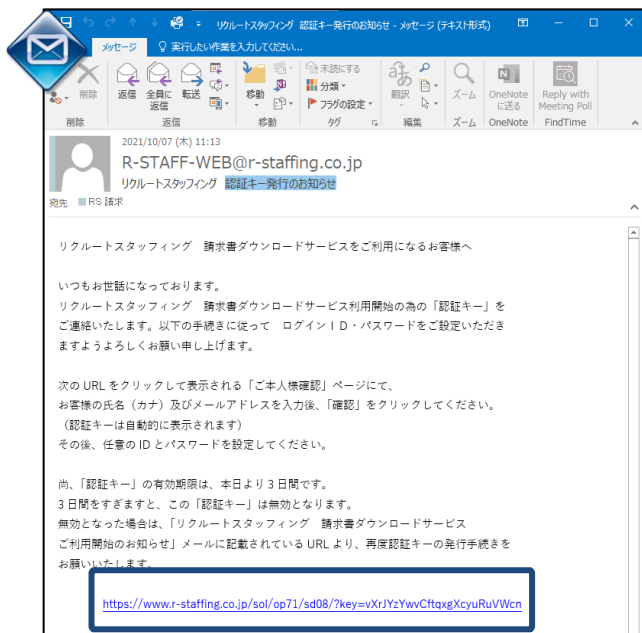 リクルートスタッフィング 認証キー発行のお知らせ - メッセージ (テキスト形式)
メッセージ 実行したい作業を入力してください...
削除 返信 全員に返信 転送 移動 未読にする 分類 フラグの設定 翻訳 ズーム OneNote に送る Reply with Meeting Poll
削除 返信 移動 タグ 編集 ズーム OneNote FindTime
2021/10/07 (木) 11:13
R-STAFF-WEB@r-staffing.co.jp
リクルートスタッフィング 認証キー発行のお知らせ
宛先 RS 請求
リクルートスタッフィング 請求書ダウンロードサービスをご利用になるお客様へ
いつもお世話になっております。
リクルートスタッフィング 請求書ダウンロードサービス利用開始の為の「認証キー」を
ご連絡いたします。以下の手続きに従って ログインＩＤ・パスワードをご設定いただき
ますようよろしくお願い申し上げます。
次の URL をクリックして表示される「ご本人様確認」ページにて、
お客様の氏名（カナ）及びメールアドレスを入力後、「確認」をクリックしてください。
（認証キーは自動的に表示されます）
その後、任意の ID とパスワードを設定してください。
尚、「認証キー」の有効期限は、本日より 3 日間です。
3 日間をすぎますと、この「認証キー」は無効となります。
無効となった場合は、「リクルートスタッフィング 請求書ダウンロードサービス
ご利用開始のお知らせ」メールに記載されている URL より、再度認証キーの発行手続きを
お願いいたします。
https://www.r-staffing.co.jp/sol/op71/sd08/?key=vXrJYzYwvCftqxgXcyuRuVWcn